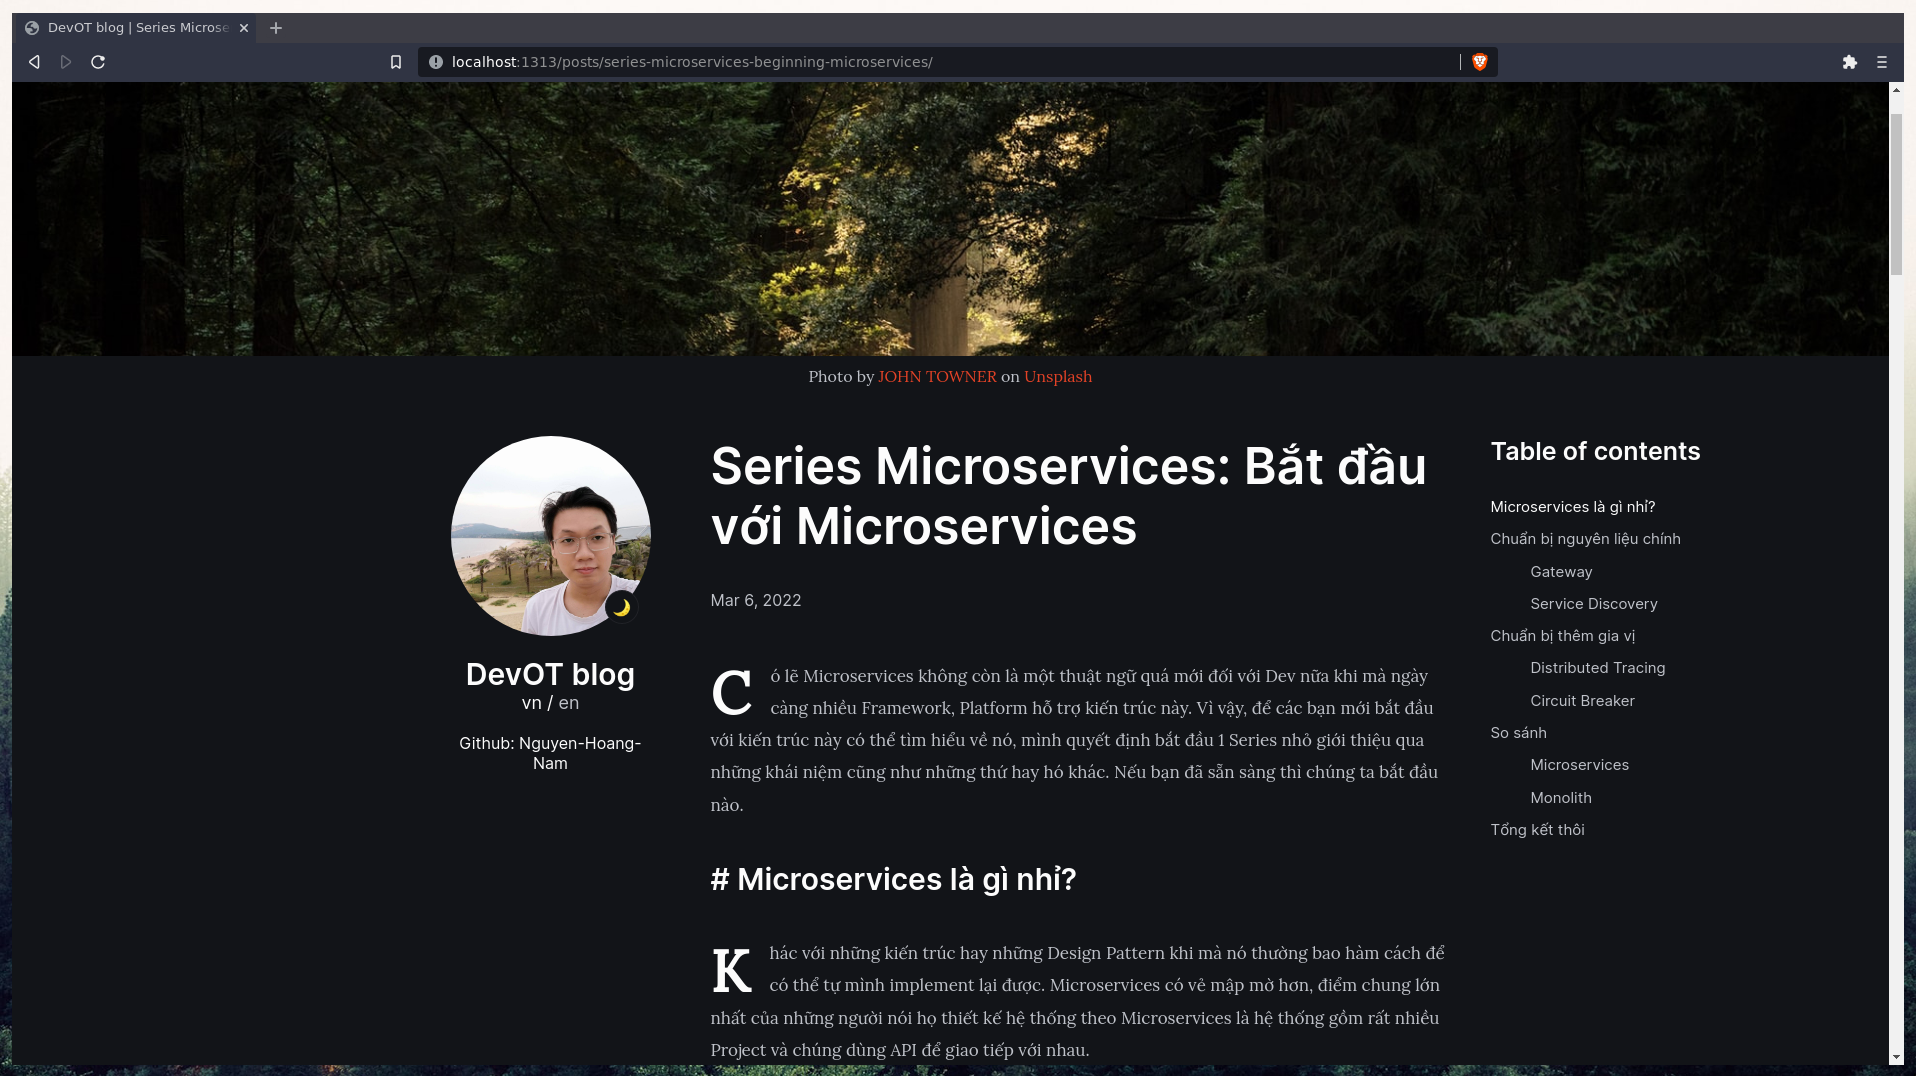 DevOT blog | Series Microse
localhost:1313/posts/series-microservices-beginning-microservices/
Photo by JOHN TOWNER on Unsplash
DevOT blog
vn / en
Github: Nguyen-Hoang-
Nam
Series Microservices: Bắt đầu
với Microservices
Mar 6, 2022
Có lẽ Microservices không còn là một thuật ngữ quá mới đối với Dev nữa khi mà ngày
càng nhiều Framework, Platform hỗ trợ kiến trúc này. Vì vậy, để các bạn mới bắt đầu
với kiến trúc này có thể tìm hiểu về nó, mình quyết định bắt đầu 1 Series nhỏ giới thiệu qua
những khái niệm cũng như những thứ hay hó khác. Nếu bạn đã sẵn sàng thì chúng ta bắt đầu
nào.
# Microservices là gì nhỉ?
Khác với những kiến trúc hay những Design Pattern khi mà nó thường bao hàm cách để
có thể tự mình implement lại được. Microservices có vẻ mập mờ hơn, điểm chung lớn
nhất của những người nói họ thiết kế hệ thống theo Microservices là hệ thống gồm rất nhiều
Project và chúng dùng API để giao tiếp với nhau.
Table of contents
Microservices là gì nhỉ?
Chuẩn bị nguyên liệu chính
Gateway
Service Discovery
Chuẩn bị thêm gia vị
Distributed Tracing
Circuit Breaker
So sánh
Microservices
Monolith
Tổng kết thôi